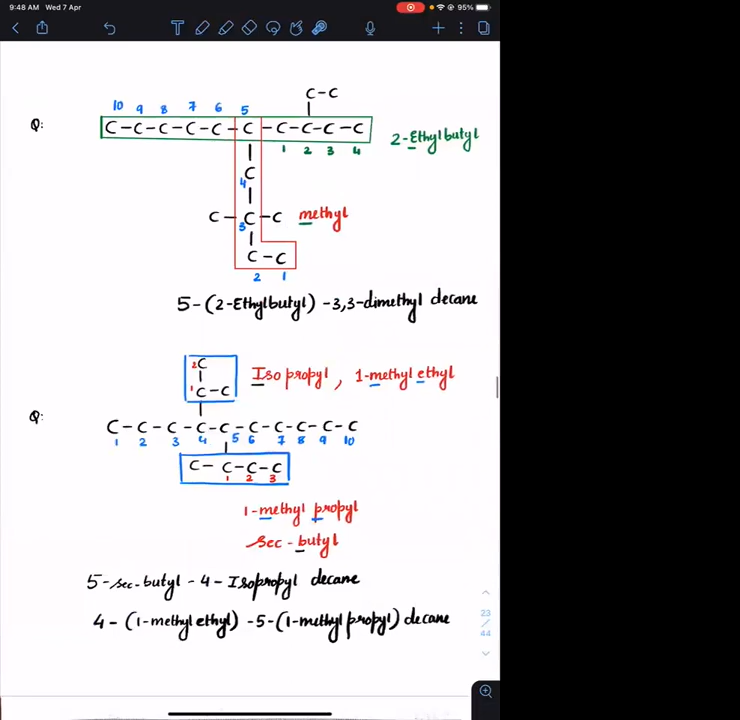 9:48 AM Wed 7 Apr
95%
C-C
10 9 8 7 6 5
Q:
C-C-C-C-C-C-C-C-C-C
1 2 3 4
2-Ethylbutyl
C
4
C-C-C
3
methyl
C-C
2 1
5-(2-Ethylbutyl)-3,3-dimethyl decane
2C
1C-C
Isopropyl, 1-methyl ethyl
Q:
C-C-C-C-C-C-C-C-C-C
1 2 3 4 5 6 7 8 9 10
C-C-C-C
1 2 3
1-methyl propyl
Sec-butyl
5-sec-butyl-4-Isopropyl decane
4-(1-methyl ethyl)-5-(1-methyl propyl) decane
23
/
44